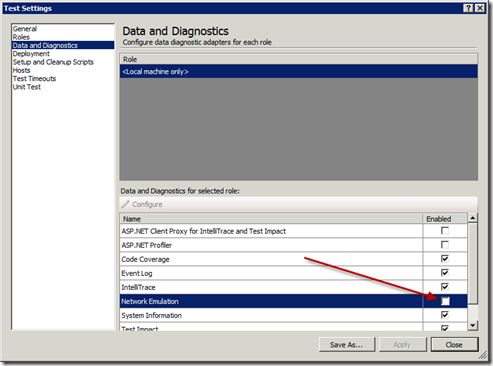 Test Settings
General
Roles
Data and Diagnostics
Deployment
Setup and Cleanup Scripts
Hosts
Test Timeouts
Unit Test
Data and Diagnostics
Configure data diagnostic adapters for each role
Role
<Local machine only>
Data and Diagnostics for selected role:
Configure
Name Enabled
ASP.NET Client Proxy for IntelliTrace and Test Impact
ASP.NET Profiler
Code Coverage
Event Log
IntelliTrace
Network Emulation
System Information
Test Impact
Save As... Apply Close